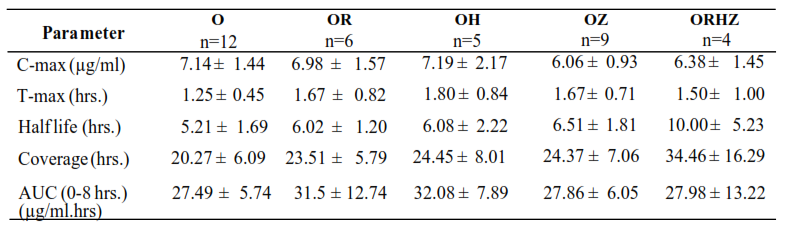 Parameter O OR OH OZ ORHZ
n=12 n=6 n=5 n=9 n=4
C-max (µg/ml) 7.14 ± 1.44 6.98 ± 1.57 7.19 ± 2.17 6.06 ± 0.93 6.38 ± 1.45
T-max (hrs.) 1.25 ± 0.45 1.67 ± 0.82 1.80 ± 0.84 1.67 ± 0.71 1.50 ± 1.00
Half life (hrs.) 5.21 ± 1.69 6.02 ± 1.20 6.08 ± 2.22 6.51 ± 1.81 10.00 ± 5.23
Coverage (hrs.) 20.27 ± 6.09 23.51 ± 5.79 24.45 ± 8.01 24.37 ± 7.06 34.46 ± 16.29
AUC (0-8 hrs.) 27.49 ± 5.74 31.5 ± 12.74 32.08 ± 7.89 27.86 ± 6.05 27.98 ± 13.22
(µg/ml.hrs)